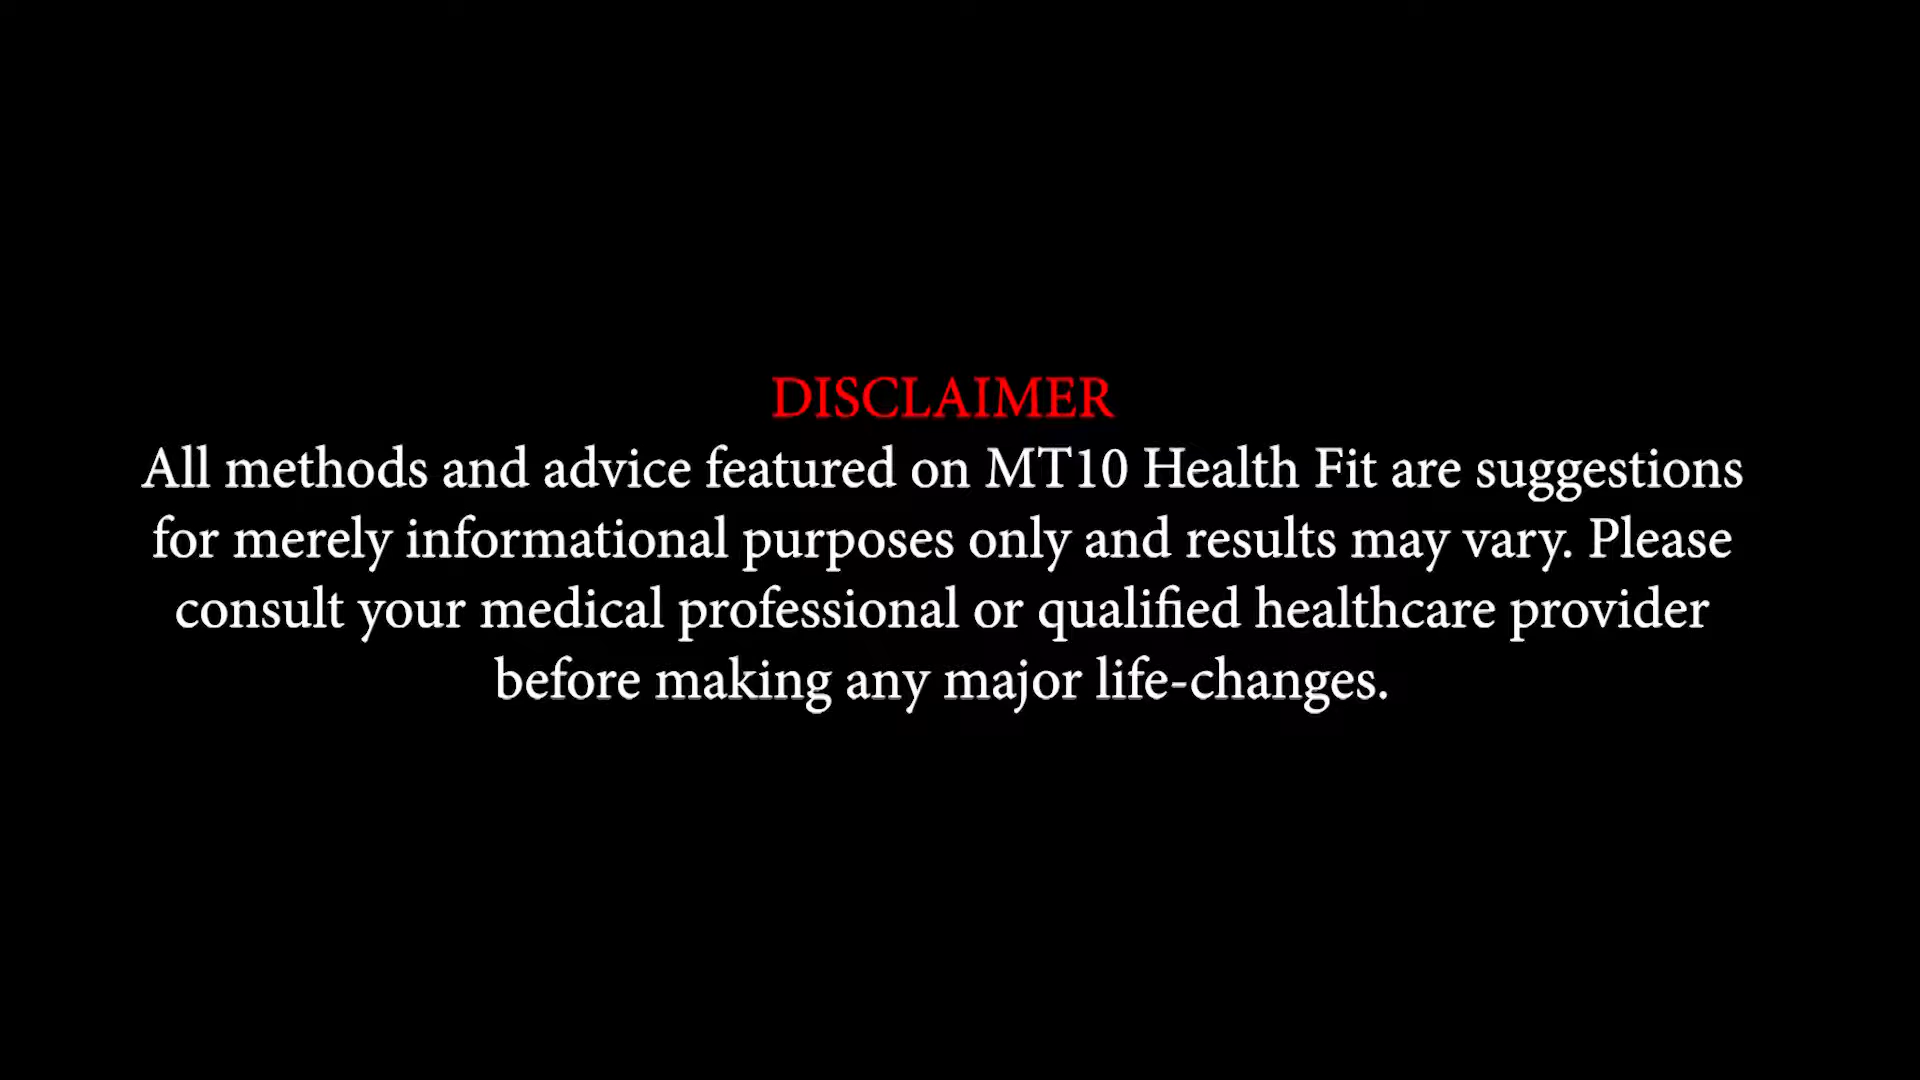 DISCLAIMER
All methods and advice featured on MT10 Health Fit are suggestions
for merely informational purposes only and results may vary. Please
consult your medical professional or qualified healthcare provider
before making any major life-changes.